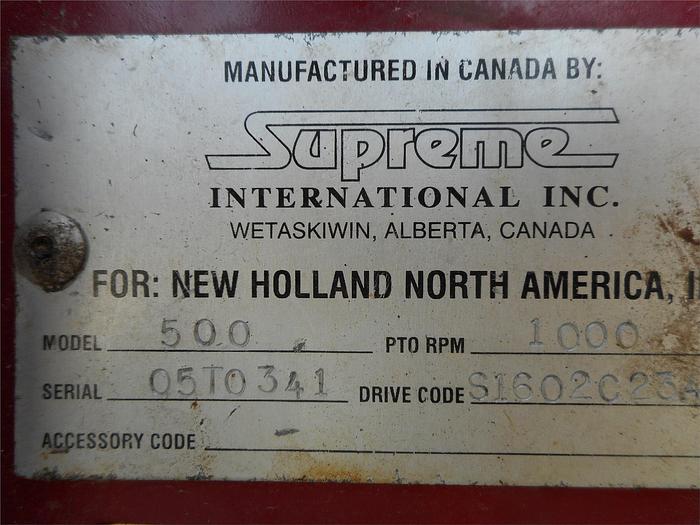 MANUFACTURED IN CANADA BY:
Supreme
INTERNATIONAL INC.
WETASKIWIN, ALBERTA, CANADA
FOR: NEW HOLLAND NORTH AMERICA,
MODEL 500 PTO RPM 1000
SERIAL 05T0341 DRIVE CODE S1602C23A
ACCESSORY CODE